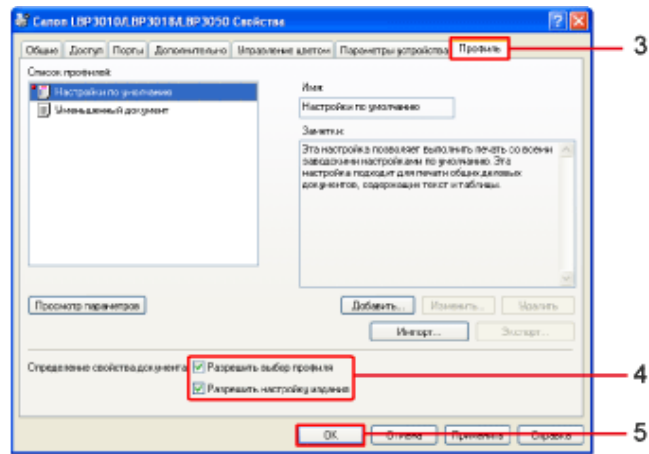 Canon LBP3010/LBP3018/LBP3050 Свойства
Общие Доступ Порты Дополнительно Управление цветом Параметры устройства Профиль
3
Список профилей:
Настройки по умолчанию
Уменьшенный документ
Имя:
Настройки по умолчанию
Заметки:
Эта настройка позволяет выполнить печать со всеми
заводскими настройками по умолчанию. Эта
настройка подходит для печати общих деловых
документов, содержащих текст и таблицы.
Просмотр параметров
Добавить... Изменить... Удалить
Импорт... Экспорт...
Определение свойства документа
Разрешить выбор профиля
Разрешить настройку издания
4
OK Отмена Применить Справка
5